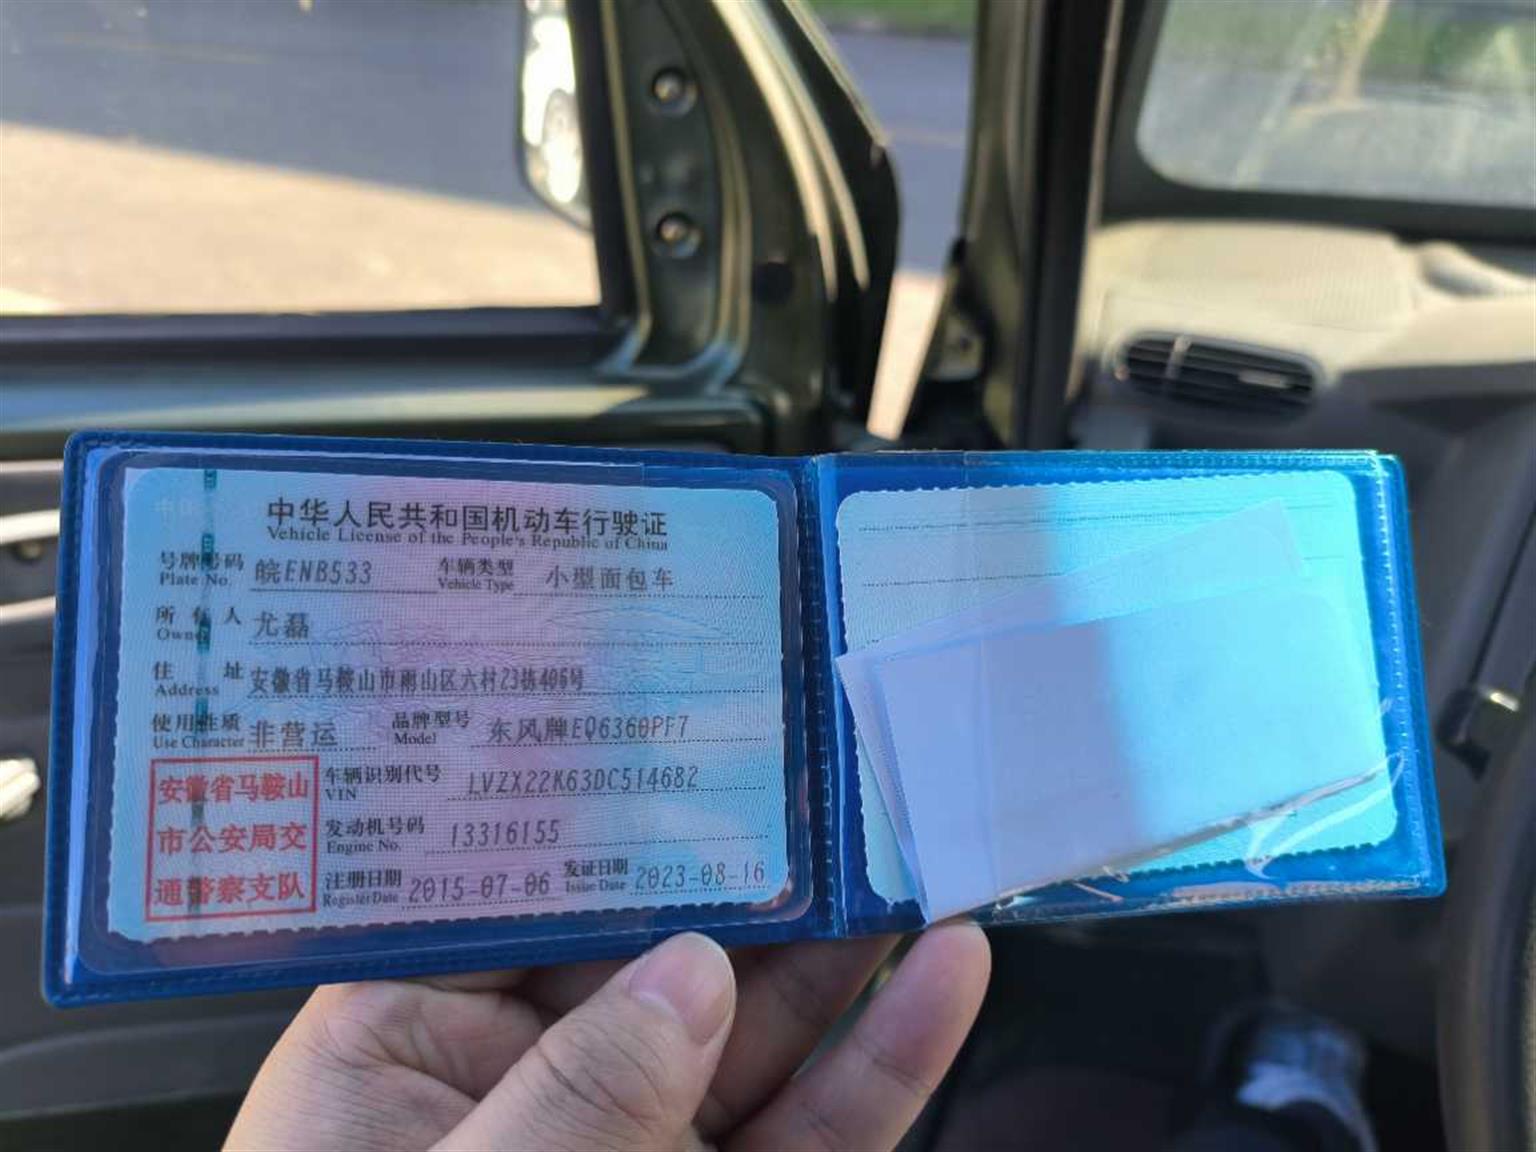 中华人民共和国机动车行驶证
Vehicle License of the People's Republic of China
号牌号码 皖ENB533 车辆类型 小型面包车
Plate No. Vehicle Type
所有人 尤磊
Owner
住址 安徽省马鞍山市雨山区六村23栋406号
Address
使用性质 非营运 品牌型号 东风牌EQ6360PF7
Use Character Model
安徽省马鞍山
市公安局交
通警察支队
车辆识别代号 LVZX22K63DC514682
VIN
发动机号码 13316155
Engine No.
注册日期 2015-07-06 发证日期 2023-08-16
Register Date Issue Date